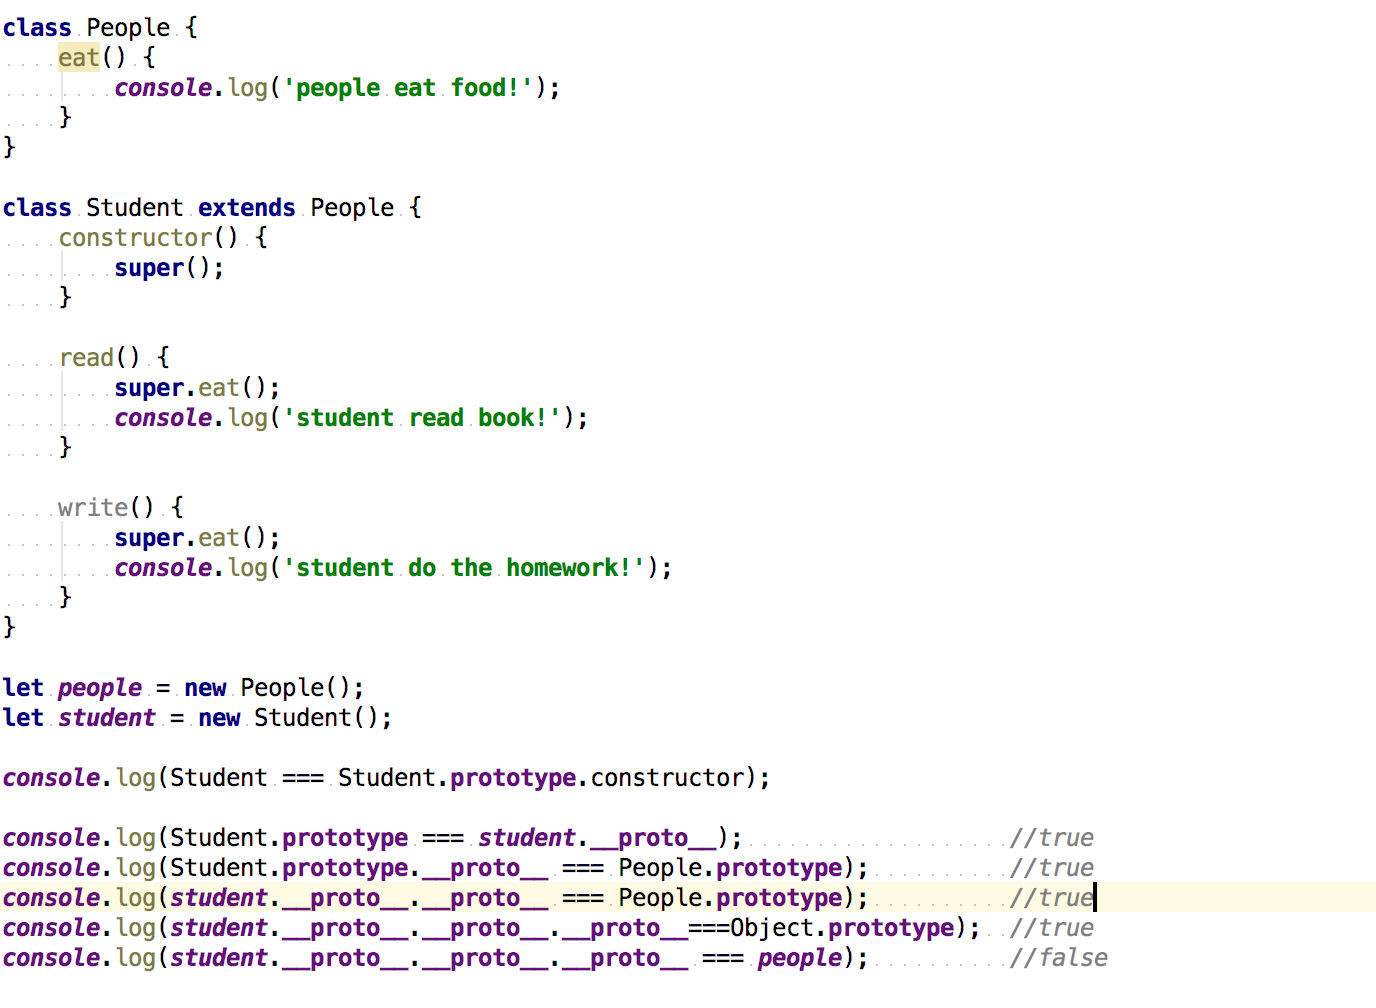 class People {
    eat() {
        console.log('people eat food!');
    }
}

class Student extends People {
    constructor() {
        super();
    }

    read() {
        super.eat();
        console.log('student read book!');
    }

    write() {
        super.eat();
        console.log('student do the homework!');
    }
}

let people = new People();
let student = new Student();

console.log(Student === Student.prototype.constructor);

console.log(Student.prototype === student.__proto__);                   //true
console.log(Student.prototype.__proto__ === People.prototype);          //true
console.log(student.__proto__.__proto__ === People.prototype);          //true
console.log(student.__proto__.__proto__.__proto__===Object.prototype);  //true
console.log(student.__proto__.__proto__.__proto__ === people);          //false